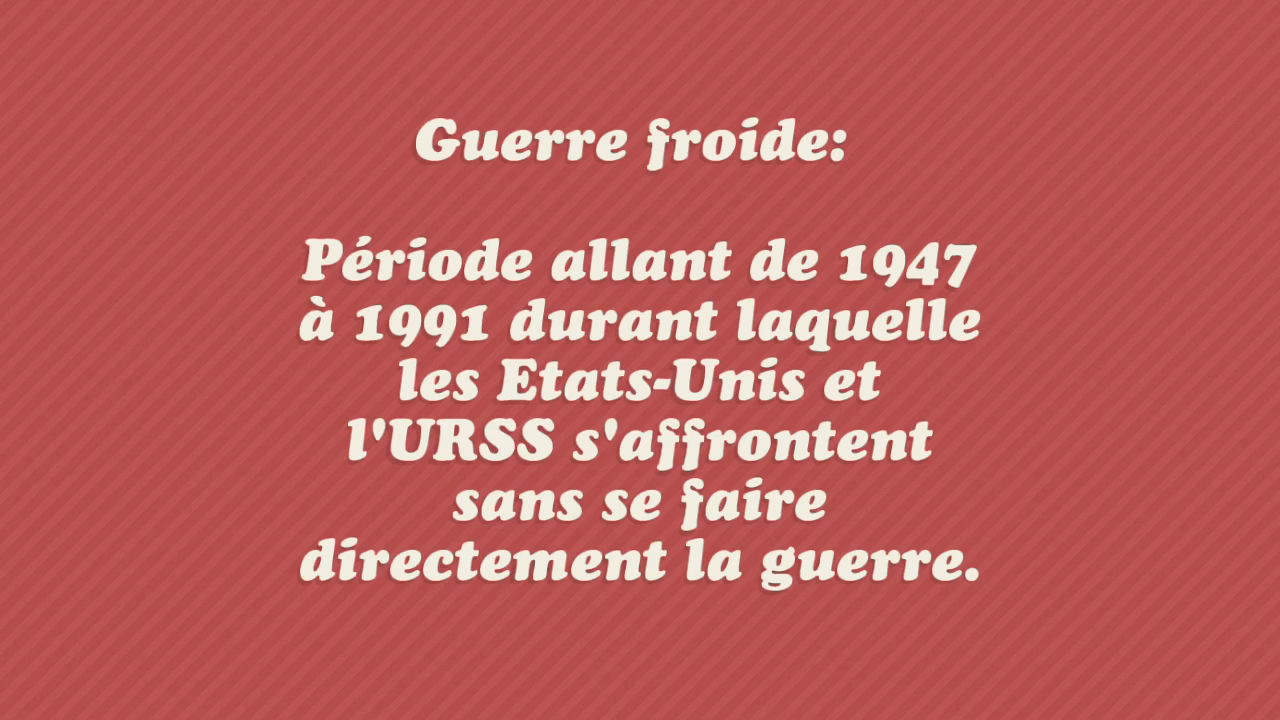 Guerre froide:
Période allant de 1947
à 1991 durant laquelle
les Etats-Unis et
l'URSS s'affrontent
sans se faire
directement la guerre.